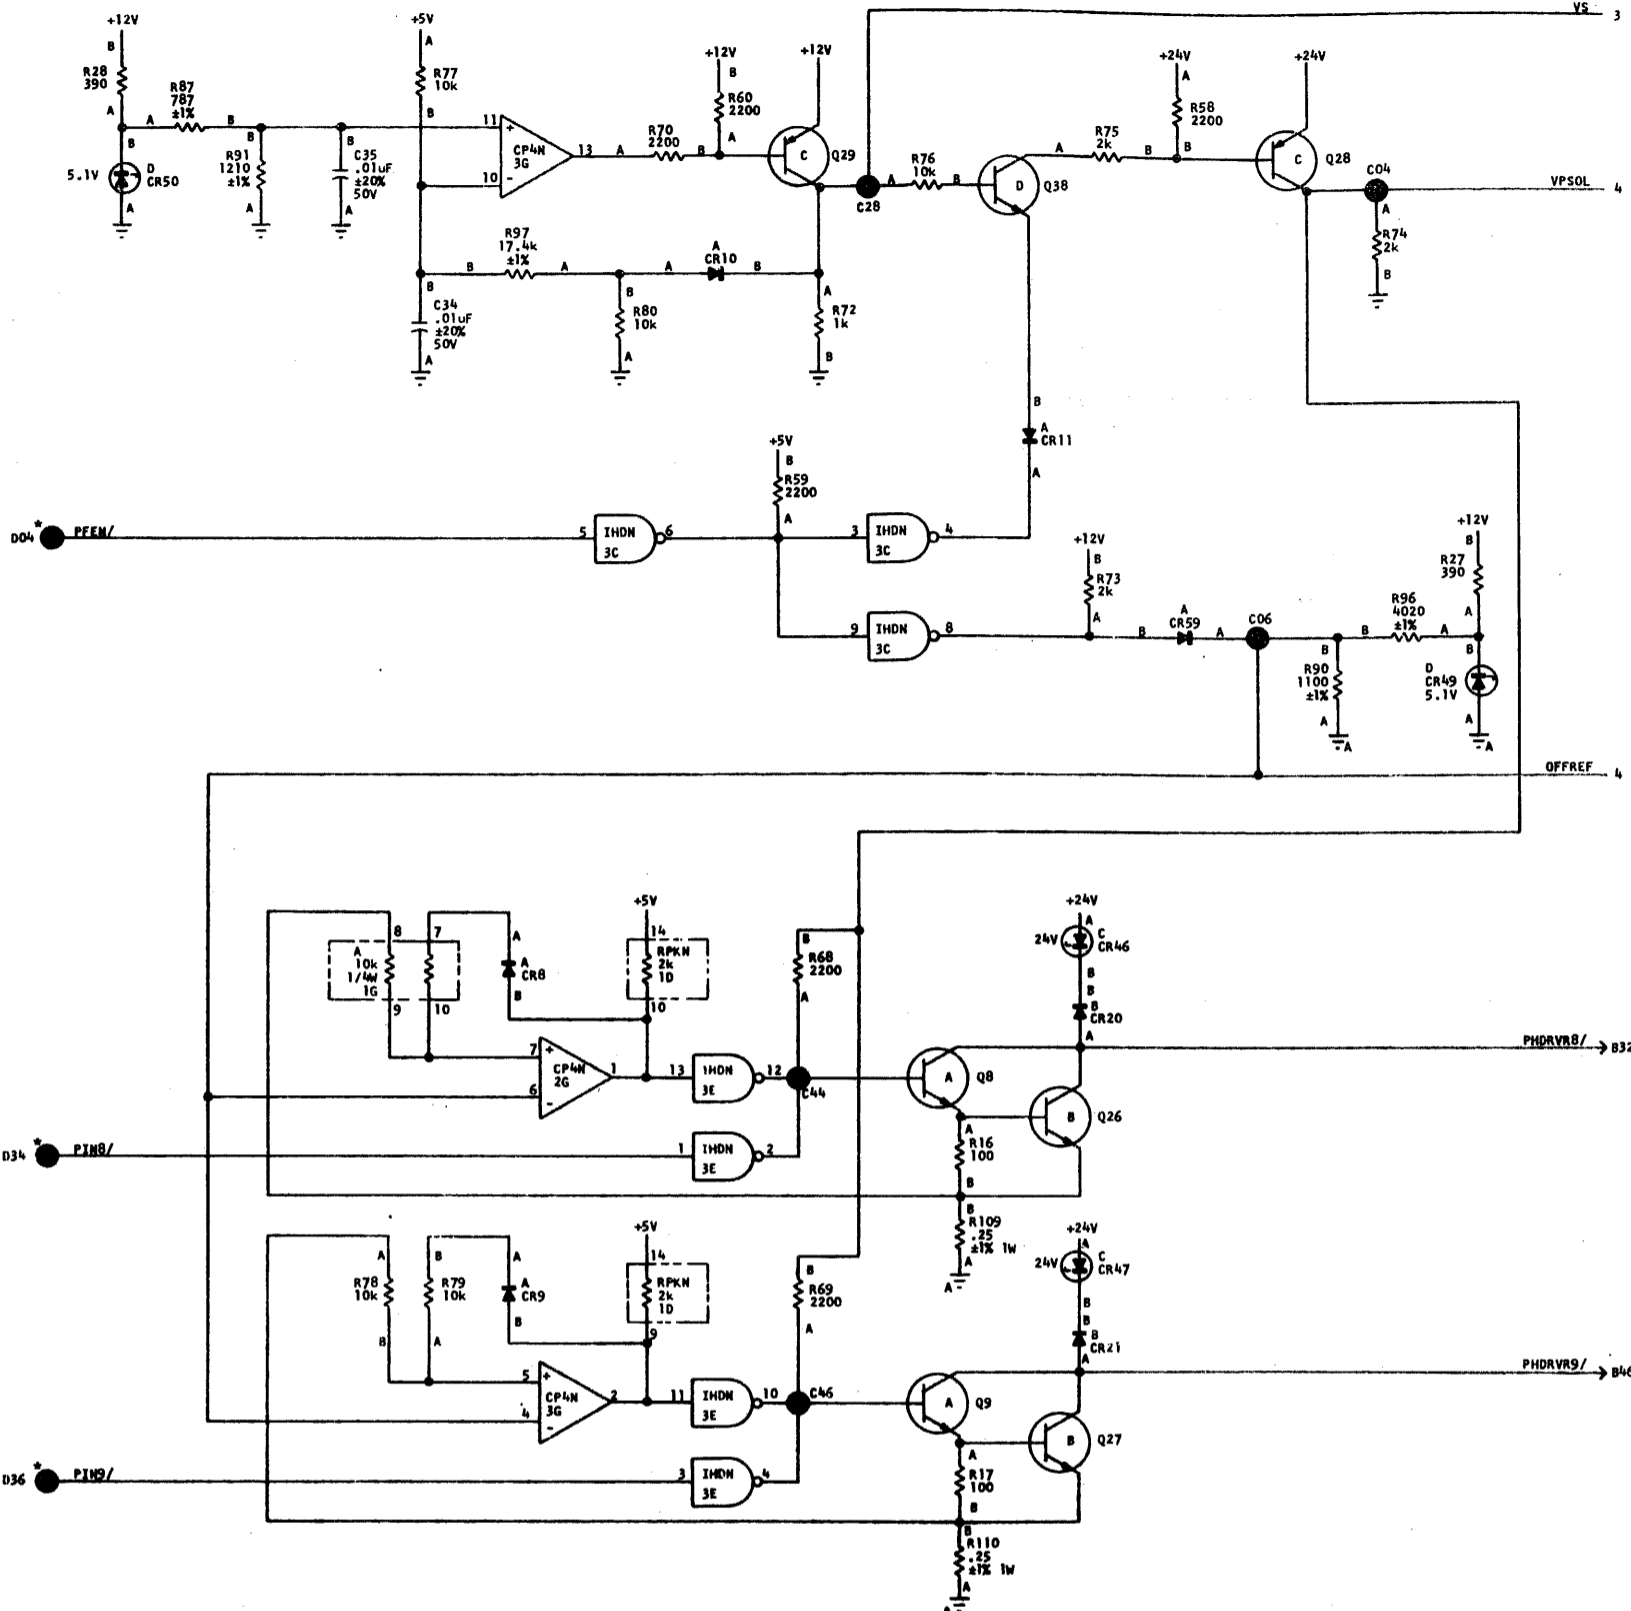 VS 3
+12V
B
R28
390
A
R87
787
±1%
A B
B
5.1V
D
CR50
A
B
R91
1210
±1%
A
B
C35
.01uF
±20%
50V
A
+5V
A
R77
10k
B
11
+
CP4N
3G
13
10
-
A
R70
2200
B
+12V
B
R60
2200
A
+12V
C
Q29
C28
A
R76
10k
B
D
Q38
A
R75
2k
B
+24V
A
R58
2200
B
+24V
C
Q28
C04
VPSOL 4
A
R74
2k
B
B
R97
17.4k
±1%
A
A
A
CR10
B
B
C34
.01uF
±20%
50V
A
B
R80
10k
A
A
R72
1k
B
B
A
CR11
A
D04
*
PFEN/
5
IHDN
3C
6
+5V
B
R59
2200
A
3
IHDN
3C
4
9
IHDN
3C
8
+12V
B
R73
2k
A
B
A
CR59
A
C06
B
R90
1100
±1%
A
A
B
R96
4020
±1%
A
+12V
B
R27
390
A
B
D
CR49
5.1V
A
A
OFFREF 4
8 7
A
10k
1/4W
1G
9 10
A
A
CR8
B
+5V
14
RPKN
2k
1D
10
7
+
CP4N
2G
1
6
-
13
IHDN
3E
12
B
R68
2200
A
C44
D34
*
PIN8/
1
IHDN
3E
2
A
Q8
+24V
A
24V
C
CR46
B
B
B
CR20
A
PHDRVR8/ B32
B
Q26
A
R16
100
B
B
R109
.25
±1% 1W
A
A
A
R78
10k
B
B
R79
10k
A
A
A
CR9
B
+5V
14
RPKN
2k
1D
9
5
+
CP4N
3G
2
4
-
11
IHDN
3E
10
B
R69
2200
A
C46
D36
*
PIN9/
3
IHDN
3E
4
A
Q9
+24V
A
24V
C
CR47
B
B
B
CR21
A
PHDRVR9/ B46
B
Q27
A
R17
100
B
B
R110
.25
±1% 1W
A
A